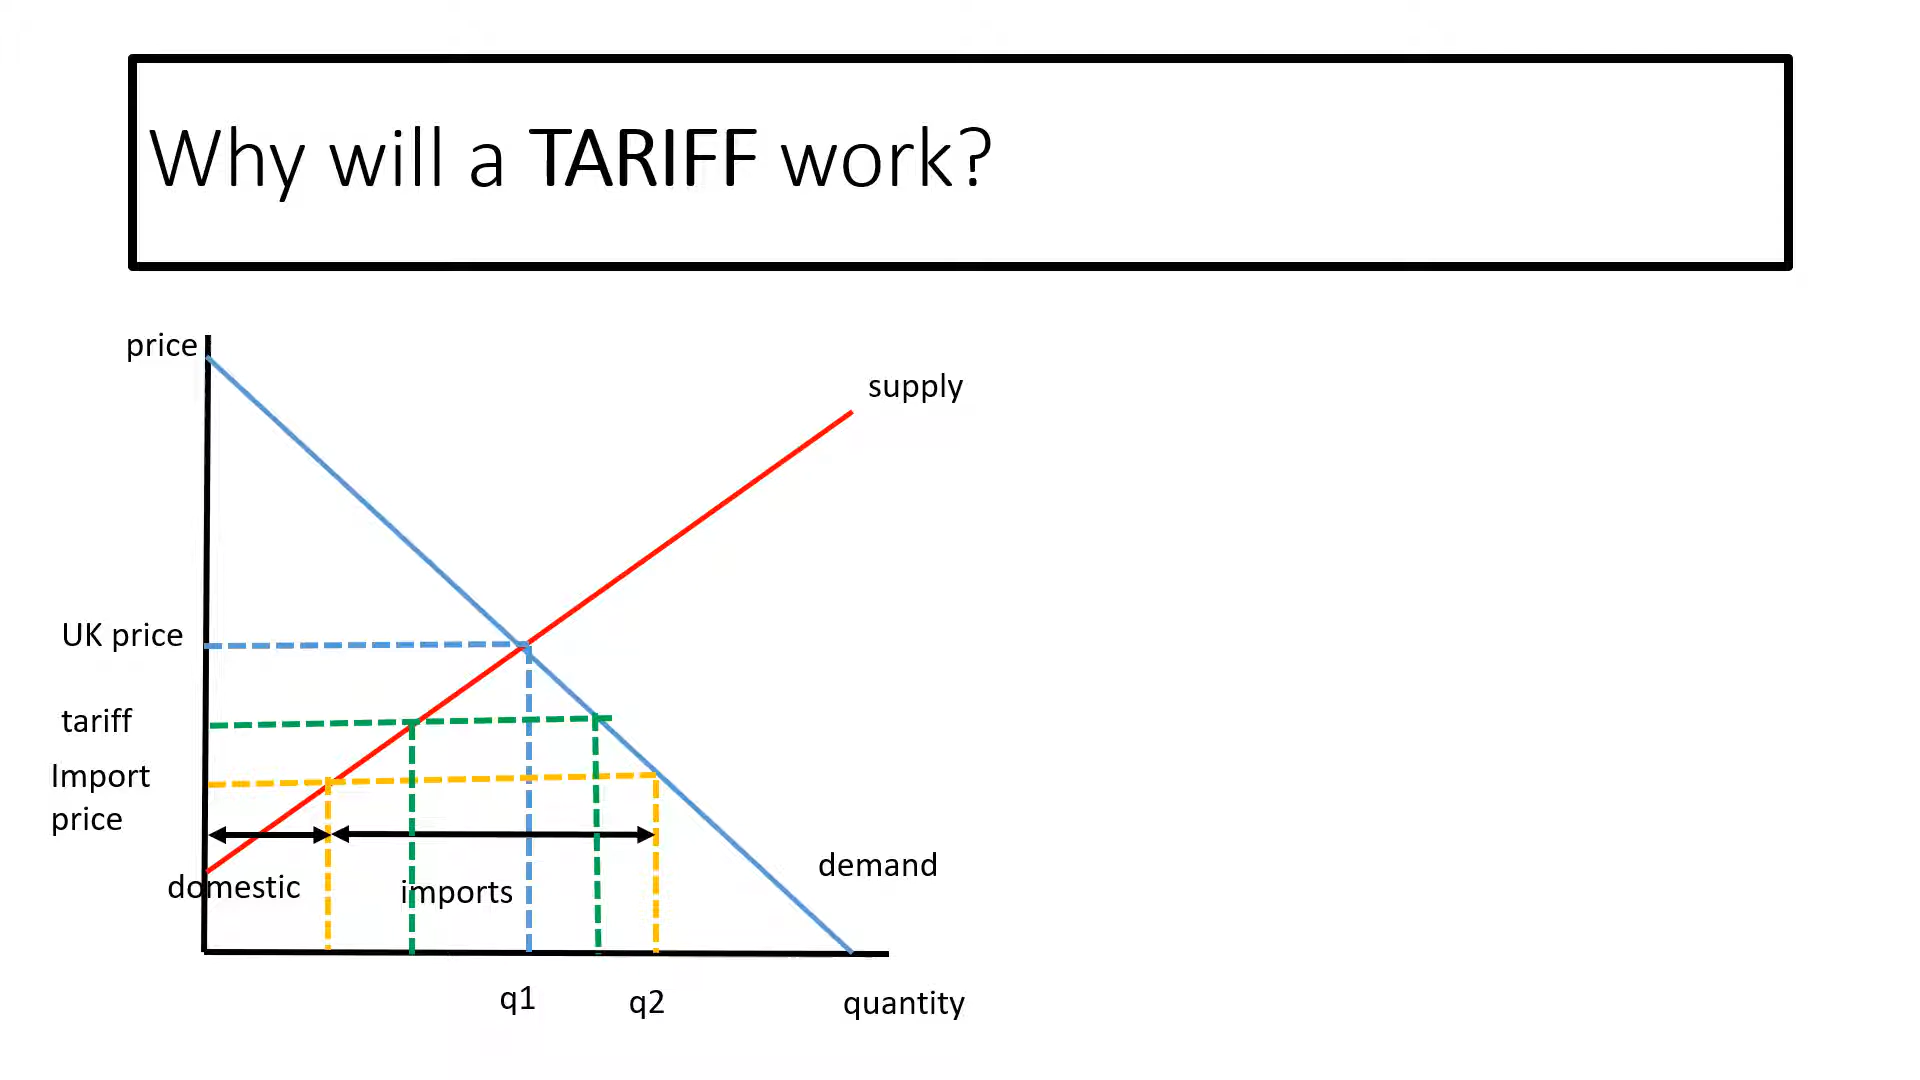 Why will a TARIFF work?
price
supply
UK price
tariff
Import
price
demand
domestic
imports
q1
q2
quantity